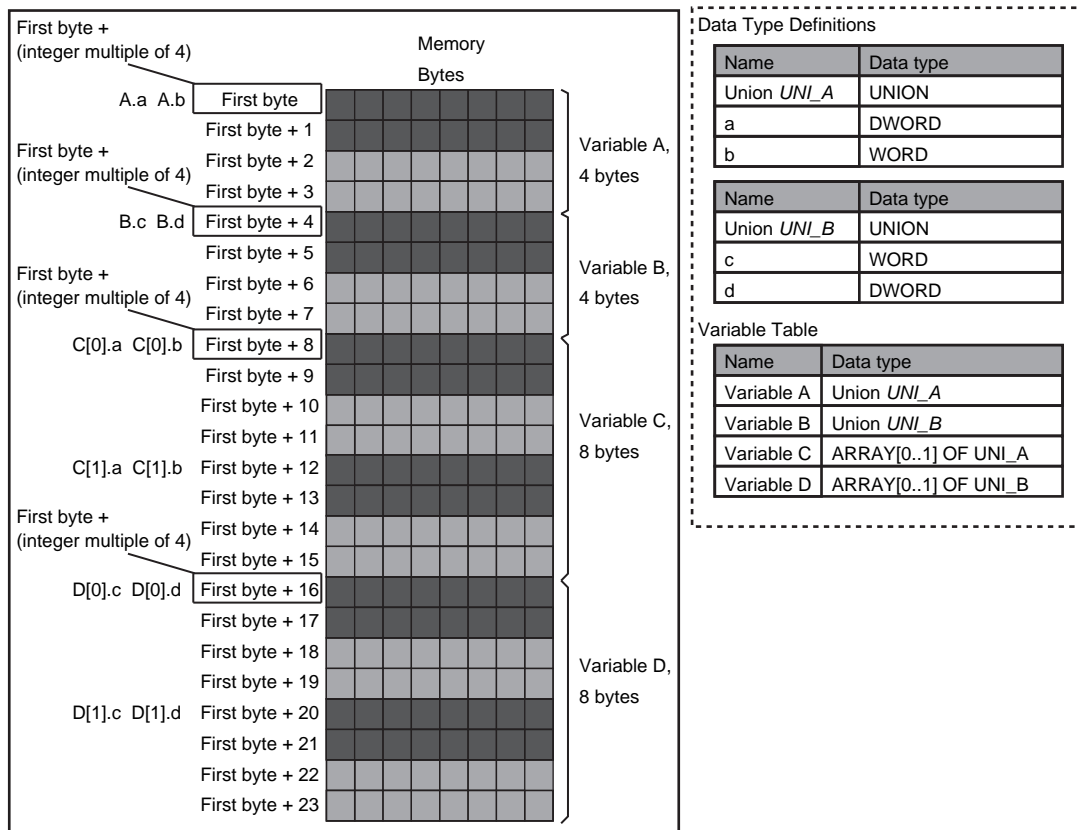 First byte +
(integer multiple of 4)
Memory
Bytes
A.a A.b First byte
First byte + 1
First byte +
(integer multiple of 4)
First byte + 2
First byte + 3
Variable A,
4 bytes
B.c B.d First byte + 4
First byte + 5
First byte +
(integer multiple of 4)
First byte + 6
First byte + 7
Variable B,
4 bytes
C[0].a C[0].b First byte + 8
First byte + 9
First byte + 10
First byte + 11
C[1].a C[1].b First byte + 12
First byte + 13
Variable C,
8 bytes
First byte +
(integer multiple of 4)
First byte + 14
First byte + 15
D[0].c D[0].d First byte + 16
First byte + 17
First byte + 18
First byte + 19
D[1].c D[1].d First byte + 20
First byte + 21
First byte + 22
First byte + 23
Variable D,
8 bytes
Data Type Definitions
Name Data type
Union UNI_A UNION
a DWORD
b WORD
Name Data type
Union UNI_B UNION
c WORD
d DWORD
Variable Table
Name Data type
Variable A Union UNI_A
Variable B Union UNI_B
Variable C ARRAY[0..1] OF UNI_A
Variable D ARRAY[0..1] OF UNI_B